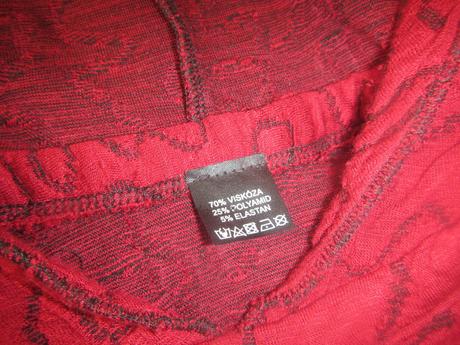 70% VISKÓZA
25% POLYAMID
5% ELASTAN